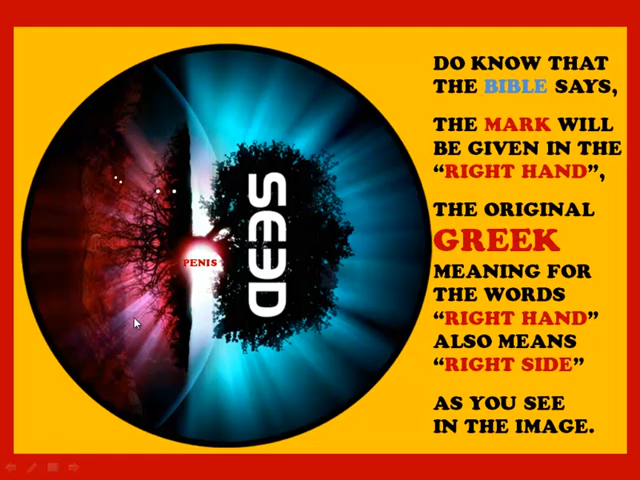 DO KNOW THAT
THE BIBLE SAYS,
THE MARK WILL
BE GIVEN IN THE
“RIGHT HAND”,
THE ORIGINAL
GREEK
MEANING FOR
THE WORDS
“RIGHT HAND”
ALSO MEANS
“RIGHT SIDE”
AS YOU SEE
IN THE IMAGE.
SEED
PENIS